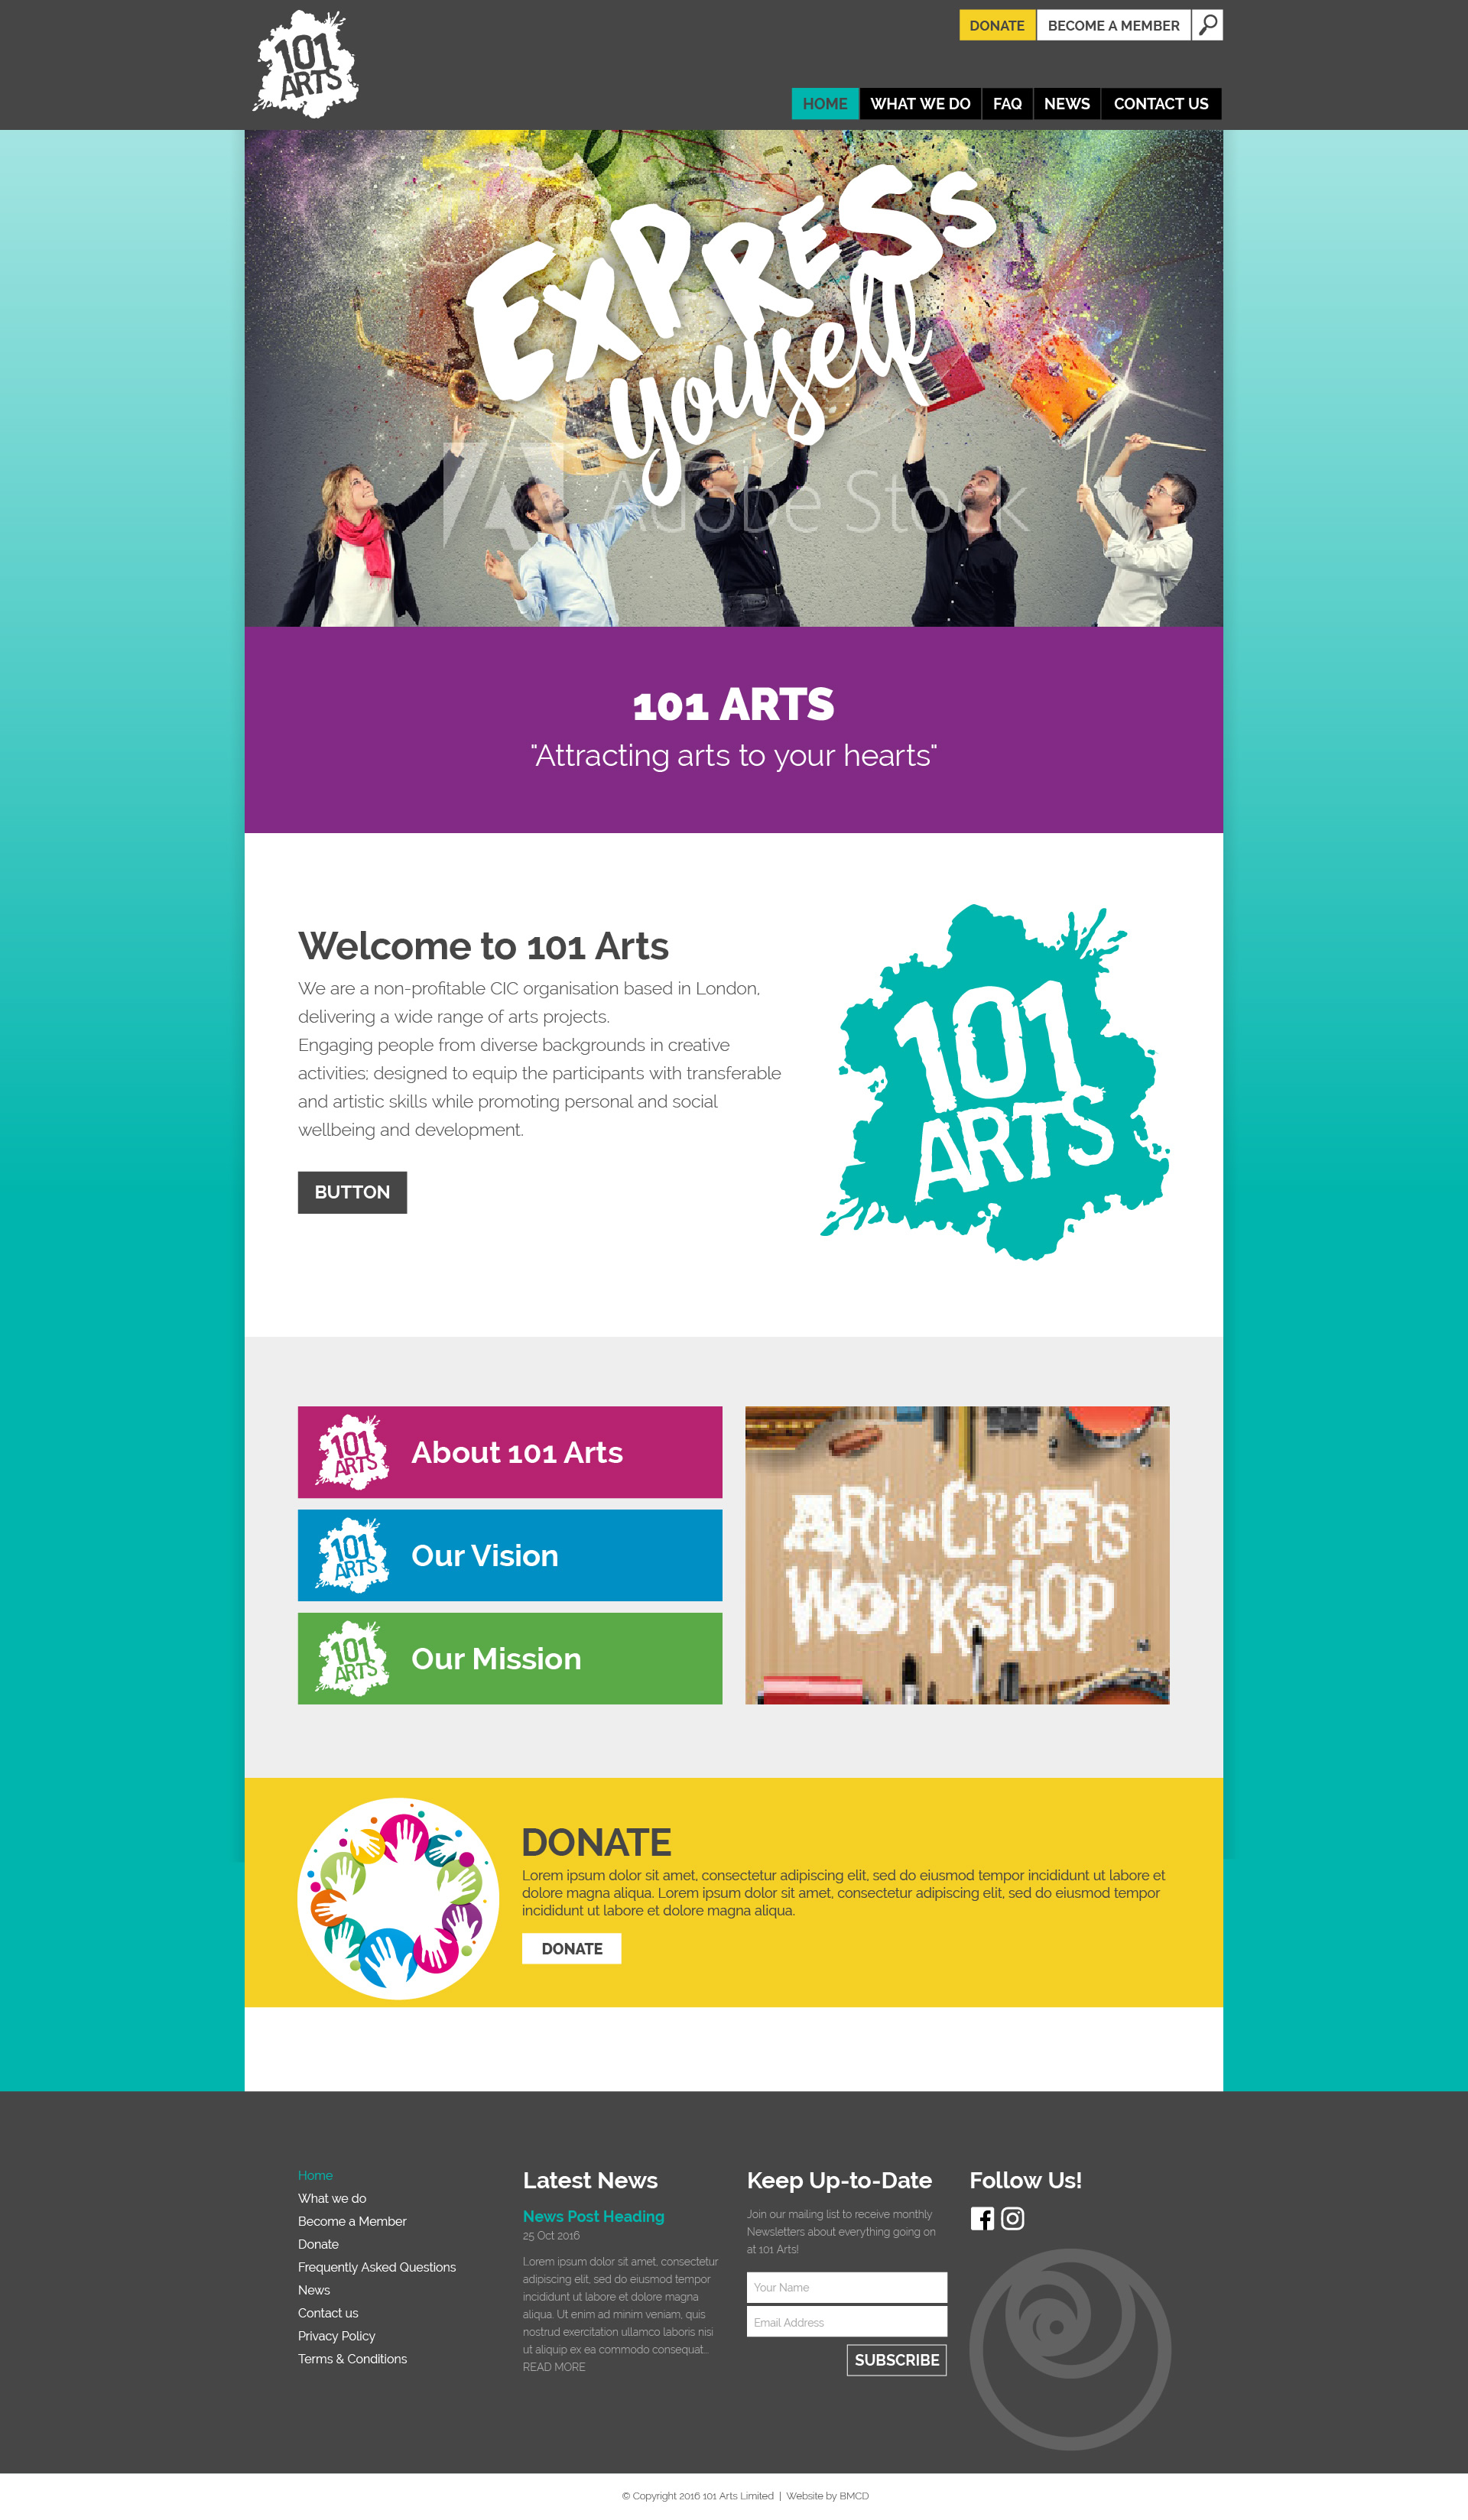 101
ARTS
DONATE
BECOME A MEMBER
HOME
WHAT WE DO
FAQ
NEWS
CONTACT US
EXPRESS
youself
Adobe Stock
101 ARTS
"Attracting arts to your hearts"
Welcome to 101 Arts
We are a non-profitable CIC organisation based in London,
delivering a wide range of arts projects.
Engaging people from diverse backgrounds in creative
activities; designed to equip the participants with transferable
and artistic skills while promoting personal and social
wellbeing and development.
BUTTON
101
ARTS
101
ARTS
About 101 Arts
101
ARTS
Our Vision
101
ARTS
Our Mission
ARt and CraFts
WorkshOp
Adobe Stock
DONATE
Lorem ipsum dolor sit amet, consectetur adipiscing elit, sed do eiusmod tempor incididunt ut labore et
dolore magna aliqua. Lorem ipsum dolor sit amet, consectetur adipiscing elit, sed do eiusmod tempor
incididunt ut labore et dolore magna aliqua.
DONATE
Home
What we do
Become a Member
Donate
Frequently Asked Questions
News
Contact us
Privacy Policy
Terms & Conditions
Latest News
News Post Heading
25 Oct 2016
Lorem ipsum dolor sit amet, consectetur
adipiscing elit, sed do eiusmod tempor
incididunt ut labore et dolore magna
aliqua. Ut enim ad minim veniam, quis
nostrud exercitation ullamco laboris nisi
ut aliquip ex ea commodo consequat...
READ MORE
Keep Up-to-Date
Join our mailing list to receive monthly
Newsletters about everything going on
at 101 Arts!
Your Name
Email Address
SUBSCRIBE
Follow Us!
© Copyright 2016 101 Arts Limited | Website by BMCD